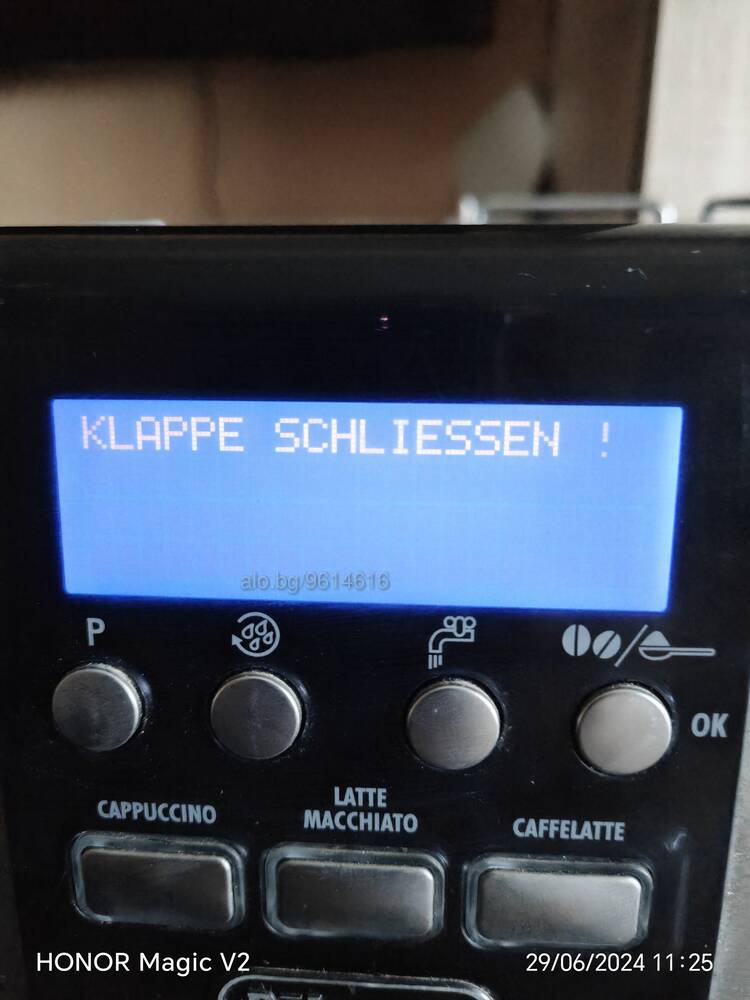 KLAPPE SCHLIESSEN !
alo.bg/9614616
P
OK
CAPPUCCINO
LATTE
MACCHIATO
CAFFELATTE
HONOR Magic V2
29/06/2024 11:25